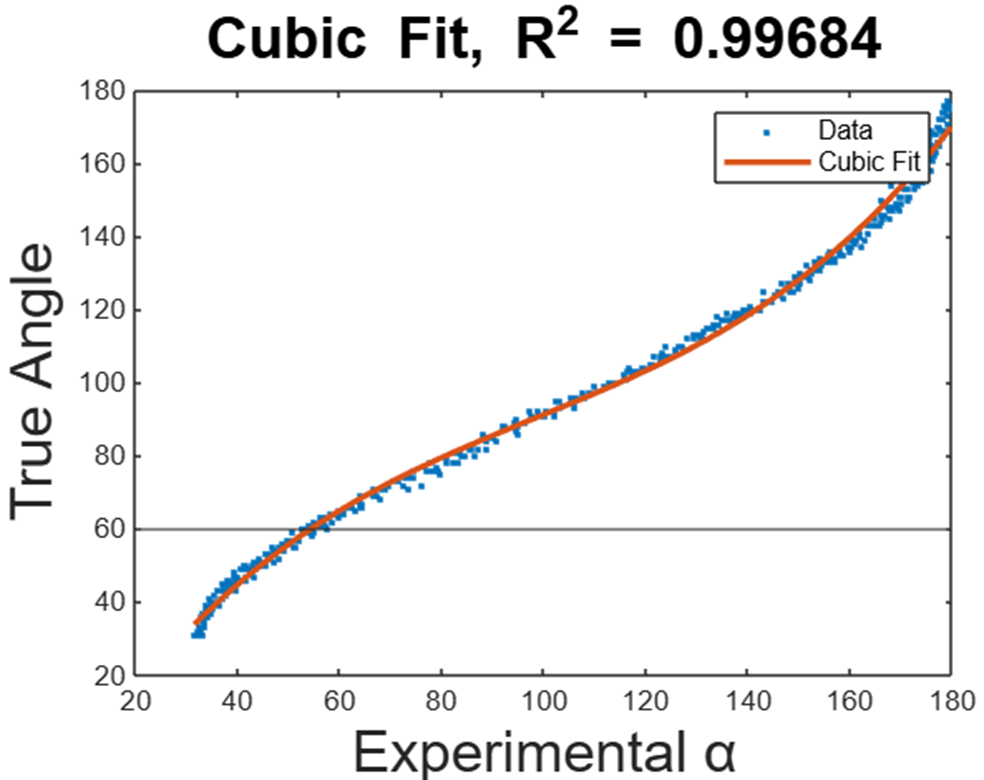 Cubic Fit, R² = 0.99684
180
160
140
120
100
80
60
40
20
True Angle
Data
Cubic Fit
20 40 60 80 100 120 140 160 180
Experimental α